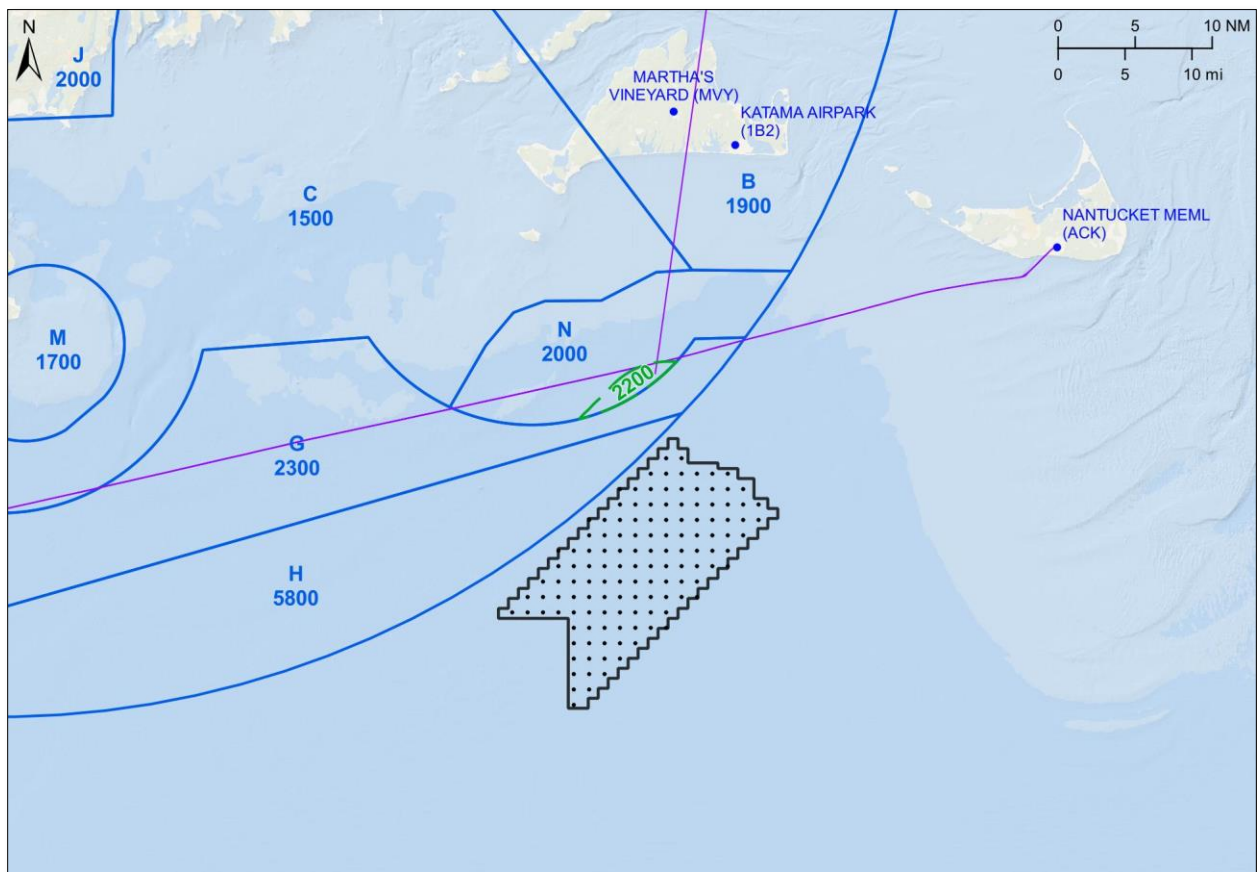 N
J
2000
0 5 10 NM
0 5 10 mi
MARTHA'S
VINEYARD (MVY)
KATAMA AIRPARK
(1B2)
C
1500
B
1900
NANTUCKET MEML
(ACK)
M
1700
N
2000
2200
G
2300
H
5800